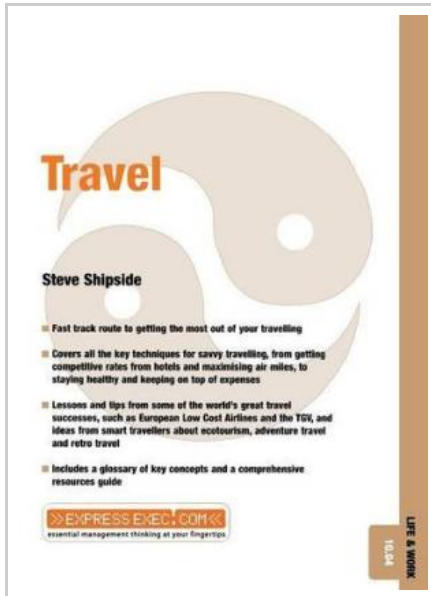 Travel
Steve Shipside
Fast track route to getting the most out of your travelling
Covers all the key techniques for savvy travelling, from getting
competitive rates from hotels and maximising air miles, to
staying healthy and keeping on top of expenses
Lessons and tips from some of the world's great travel
successes, such as European Low Cost Airlines and the TGV, and
ideas from smart travellers about ecotourism, adventure travel
and retro travel
Includes a glossary of key concepts and a comprehensive
resources guide
>>EXPRESS EXEC.COM<<
essential management thinking at your fingertips
LIFE & WORK
10.04